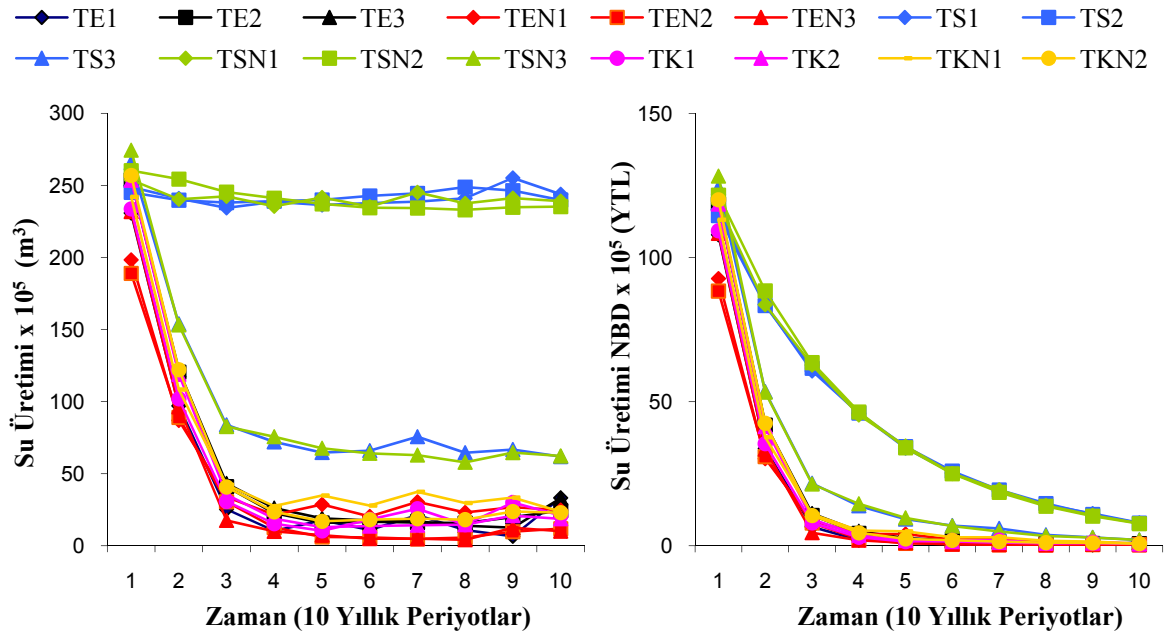 TE1 TE2 TE3 TEN1 TEN2 TEN3 TS1 TS2
TS3 TSN1 TSN2 TSN3 TK1 TK2 TKN1 TKN2
Su Üretimi x 10⁵ (m³)
300
250
200
150
100
50
0
1 2 3 4 5 6 7 8 9 10
Zaman (10 Yıllık Periyotlar)
Su Üretimi NBD x 10⁵ (YTL)
150
100
50
0
1 2 3 4 5 6 7 8 9 10
Zaman (10 Yıllık Periyotlar)